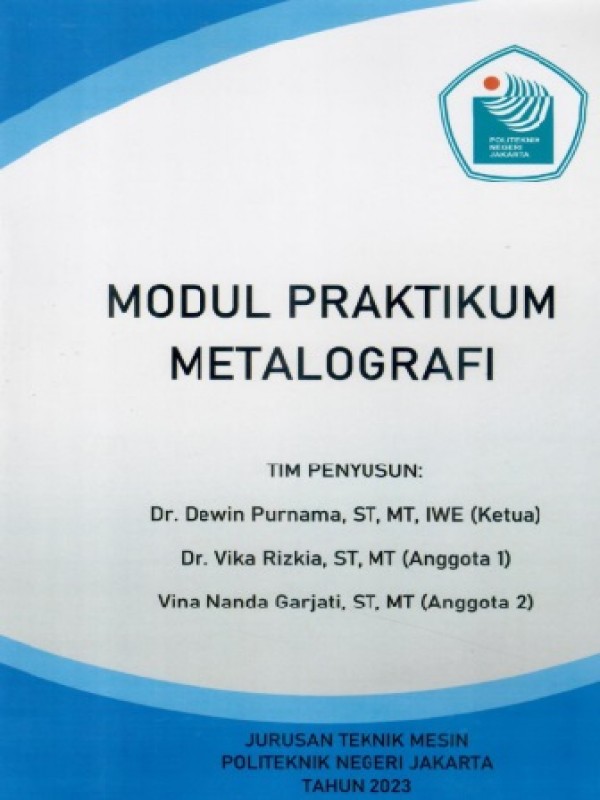 POLITEKNIK
NEGERI
JAKARTA
MODUL PRAKTIKUM
METALOGRAFI
TIM PENYUSUN:
Dr. Dewin Purnama, ST, MT, IWE (Ketua)
Dr. Vika Rizkia, ST, MT (Anggota 1)
Vina Nanda Garjati, ST, MT (Anggota 2)
JURUSAN TEKNIK MESIN
POLITEKNIK NEGERI JAKARTA
TAHUN 2023